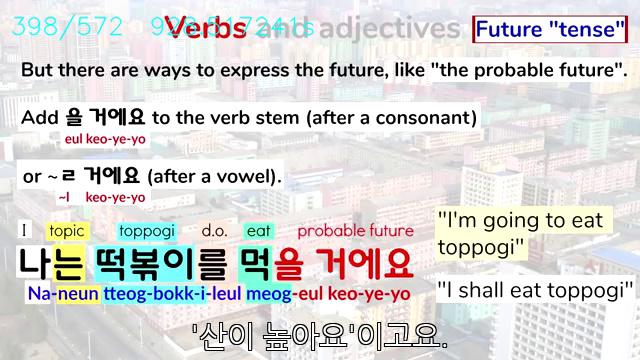 398/572
Verbs and adjectives
Future "tense"
But there are ways to express the future, like "the probable future".
Add 을 거에요 to the verb stem (after a consonant)
eul keo-ye-yo
or ~ㄹ 거에요 (after a vowel).
~l keo-ye-yo
I topic toppogi d.o. eat probable future
나는 떡볶이를 먹을 거에요
Na-neun tteog-bokk-i-leul meog-eul keo-ye-yo
"I'm going to eat
toppogi"
"I shall eat toppogi"
'산이 높아요'이고요.